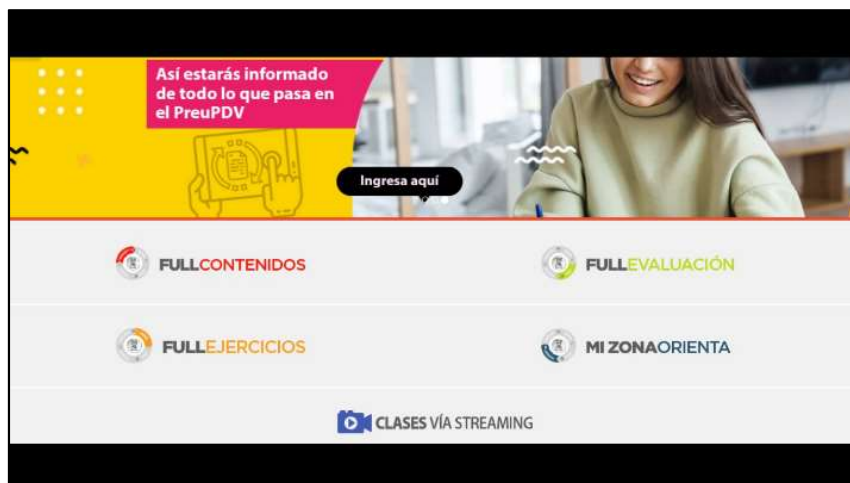 Así estarás informado
de todo lo que pasa en
el PreuPDV
Ingresa aquí
FULLCONTENIDOS
FULLEVALUACIÓN
FULLEJERCICIOS
MI ZONAORIENTA
CLASES VÍA STREAMING